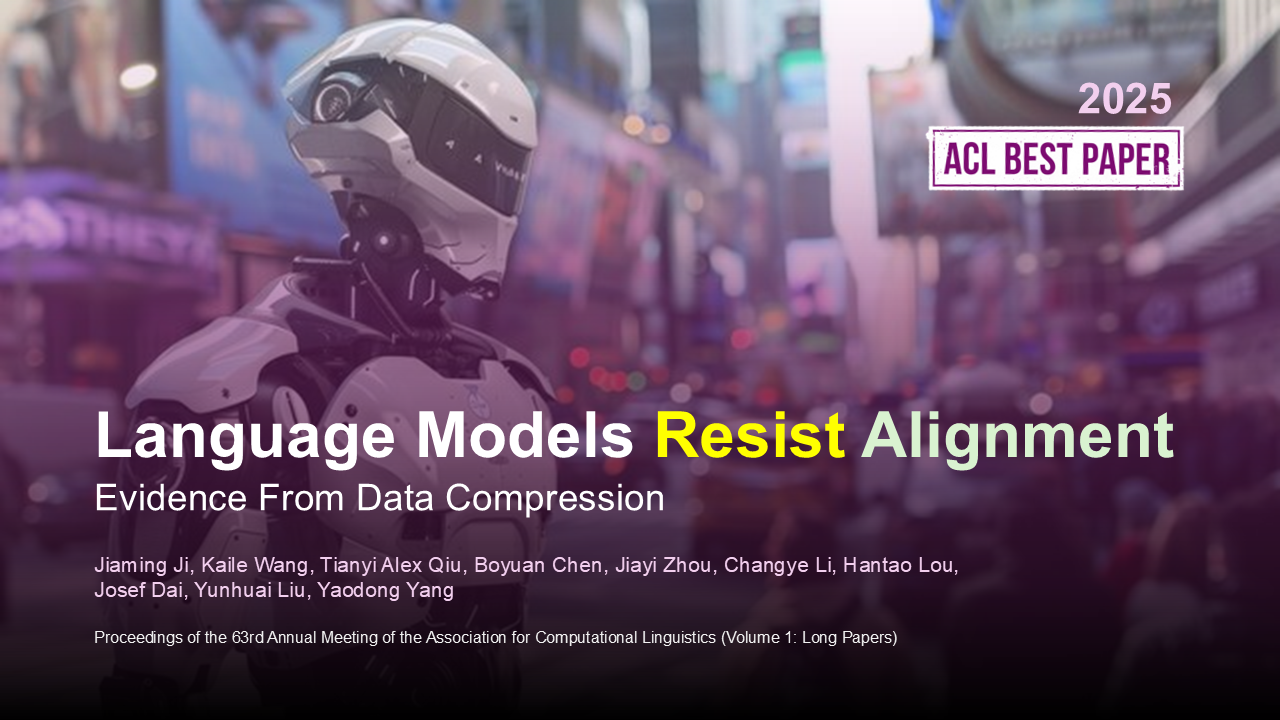 2025
ACL BEST PAPER
Language Models Resist Alignment
Evidence From Data Compression
Jiaming Ji, Kaile Wang, Tianyi Alex Qiu, Boyuan Chen, Jiayi Zhou, Changye Li, Hantao Lou,
Josef Dai, Yunhuai Liu, Yaodong Yang
Proceedings of the 63rd Annual Meeting of the Association for Computational Linguistics (Volume 1: Long Papers)